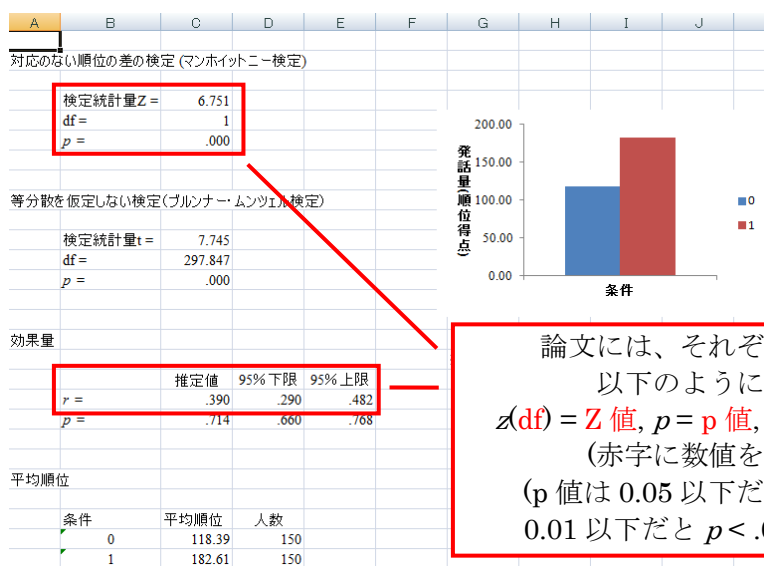 A B C D E F G H I J
対応のない順位の差の検定 (マンホイットニー検定)
検定統計量Z = 6.751
df = 1
p = .000
等分散を仮定しない検定(ブルンナー・ムンツェル検定)
検定統計量t = 7.745
df = 297.847
p = .000
効果量
推定値 95%下限 95%上限
r = .390 .290 .482
p = .714 .660 .768
平均順位
条件 平均順位 人数
0 118.39 150
1 182.61 150
200.00
150.00
100.00
50.00
0.00
発話量(順位得点)
条件
0
1
論文には、それぞ
以下のように
z(df) = Z 値, p = p 値,
(赤字に数値を
(p 値は 0.05 以下だ
0.01 以下だと p < .0